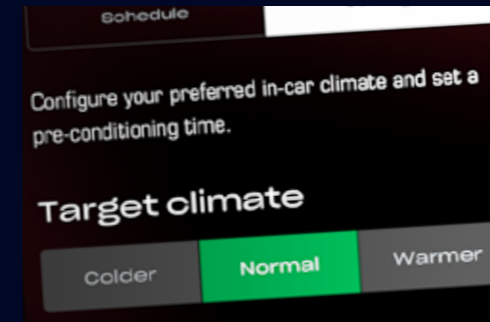 Schedule
Configure your preferred in-car climate and set a
pre-conditioning time.
Target climate
Colder
Normal
Warmer